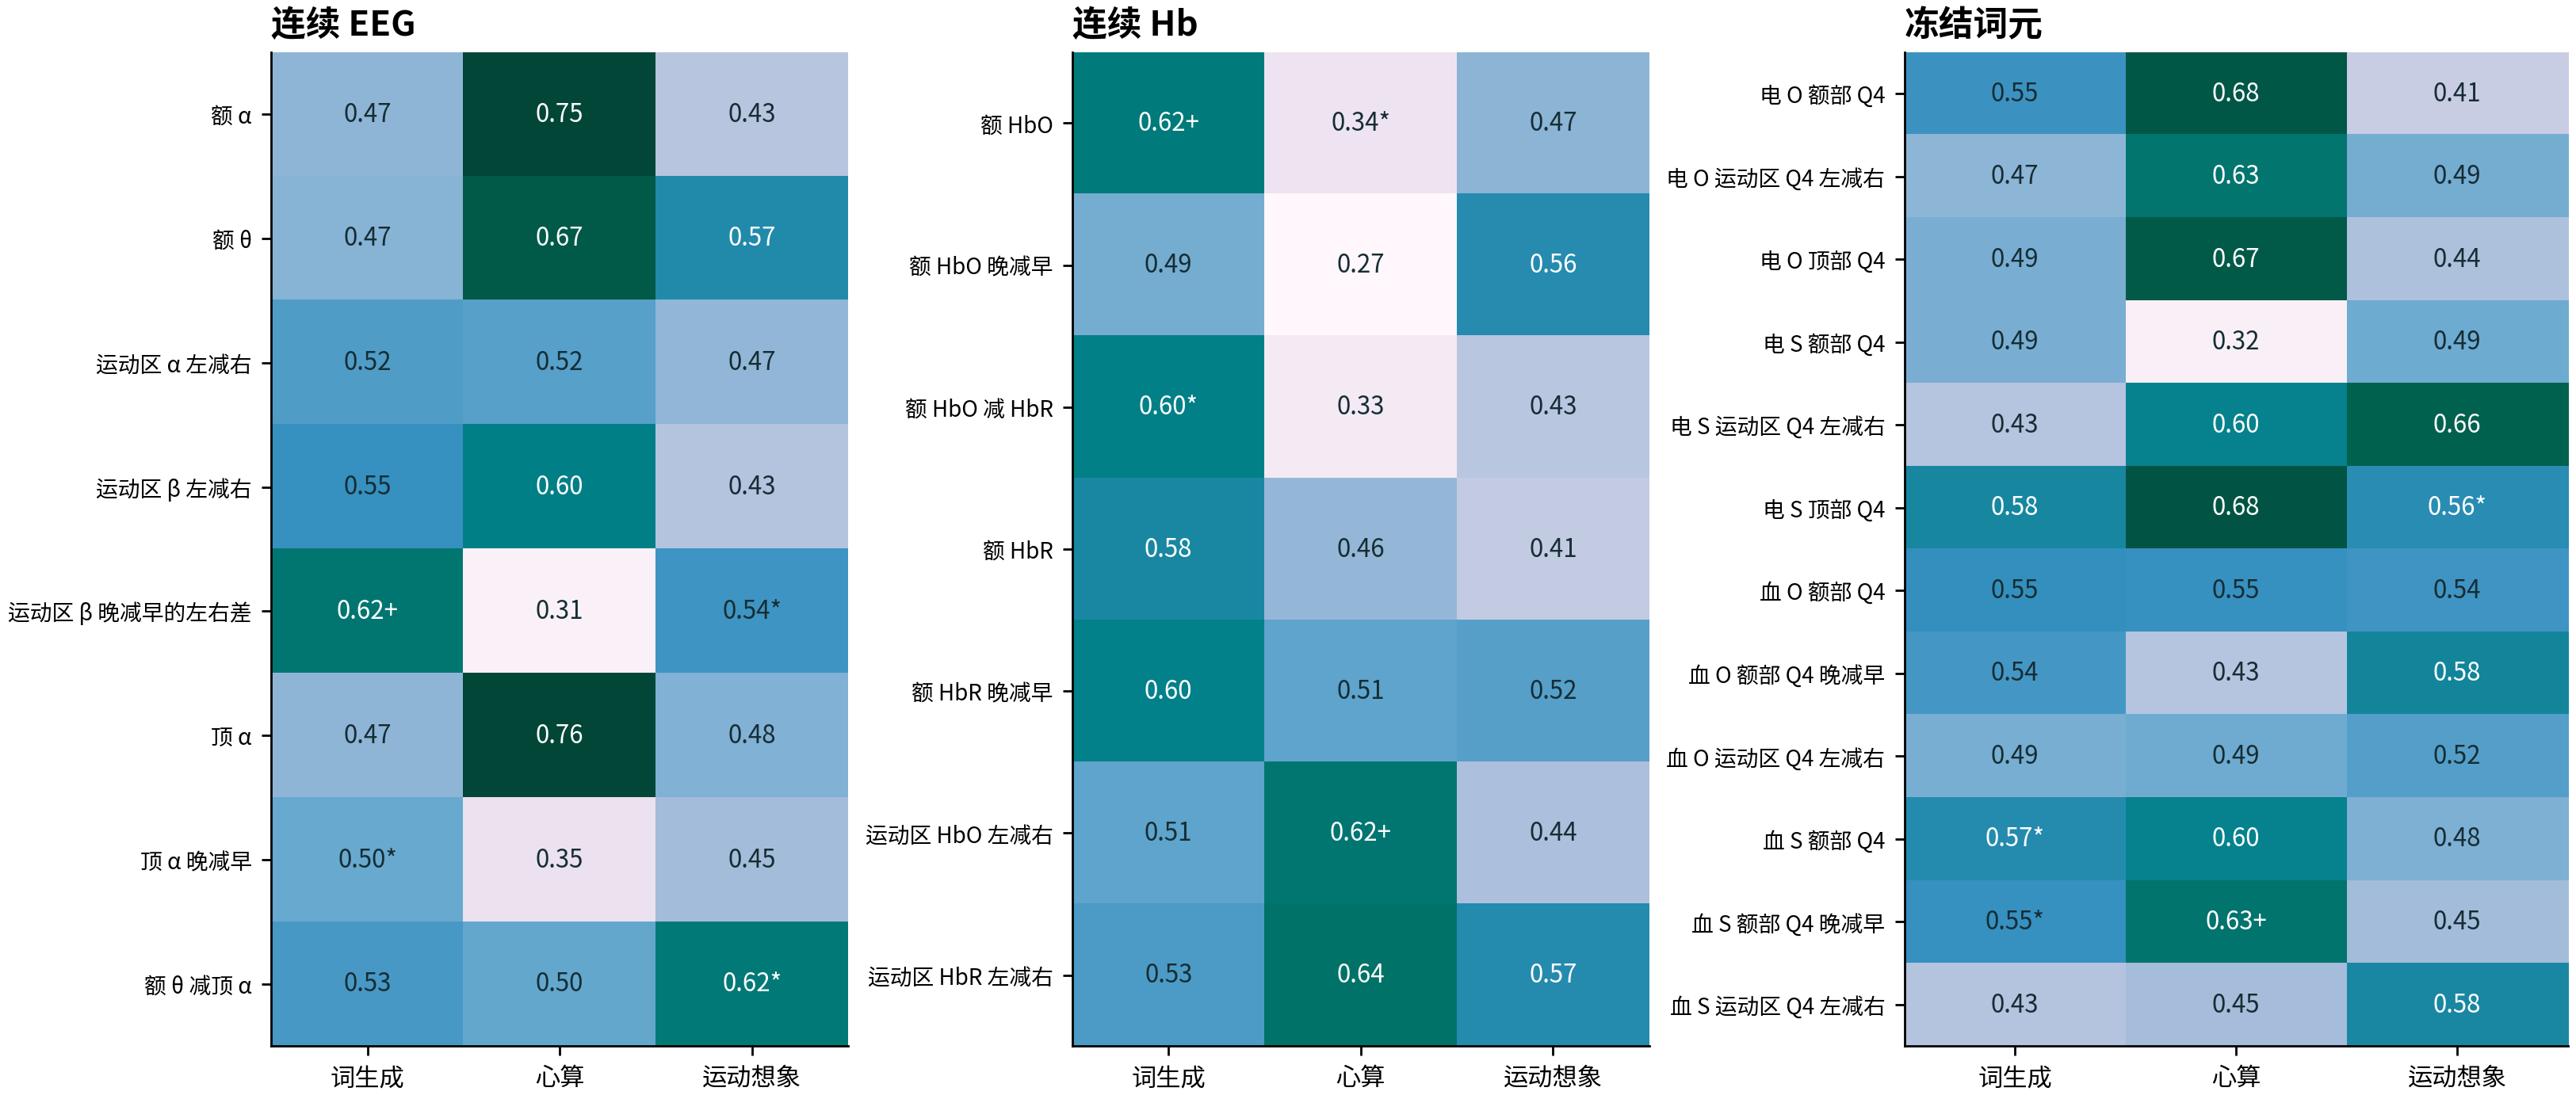 连续 EEG
额 α 0.47 0.75 0.43
额 θ 0.47 0.67 0.57
运动区 α 左减右 0.52 0.52 0.47
运动区 β 左减右 0.55 0.60 0.43
运动区 β 晚减早的左右差 0.62+ 0.31 0.54*
顶 α 0.47 0.76 0.48
顶 α 晚减早 0.50* 0.35 0.45
额 θ 减顶 α 0.53 0.50 0.62*
词生成 心算 运动想象
连续 Hb
额 HbO 0.62+ 0.34* 0.47
额 HbO 晚减早 0.49 0.27 0.56
额 HbO 减 HbR 0.60* 0.33 0.43
额 HbR 0.58 0.46 0.41
额 HbR 晚减早 0.60 0.51 0.52
运动区 HbO 左减右 0.51 0.62+ 0.44
运动区 HbR 左减右 0.53 0.64 0.57
词生成 心算 运动想象
冻结词元
电 O 额部 Q4 0.55 0.68 0.41
电 O 运动区 Q4 左减右 0.47 0.63 0.49
电 O 顶部 Q4 0.49 0.67 0.44
电 S 额部 Q4 0.49 0.32 0.49
电 S 运动区 Q4 左减右 0.43 0.60 0.66
电 S 顶部 Q4 0.58 0.68 0.56*
血 O 额部 Q4 0.55 0.55 0.54
血 O 额部 Q4 晚减早 0.54 0.43 0.58
血 O 运动区 Q4 左减右 0.49 0.49 0.52
血 S 额部 Q4 0.57* 0.60 0.48
血 S 额部 Q4 晚减早 0.55* 0.63+ 0.45
血 S 运动区 Q4 左减右 0.43 0.45 0.58
词生成 心算 运动想象